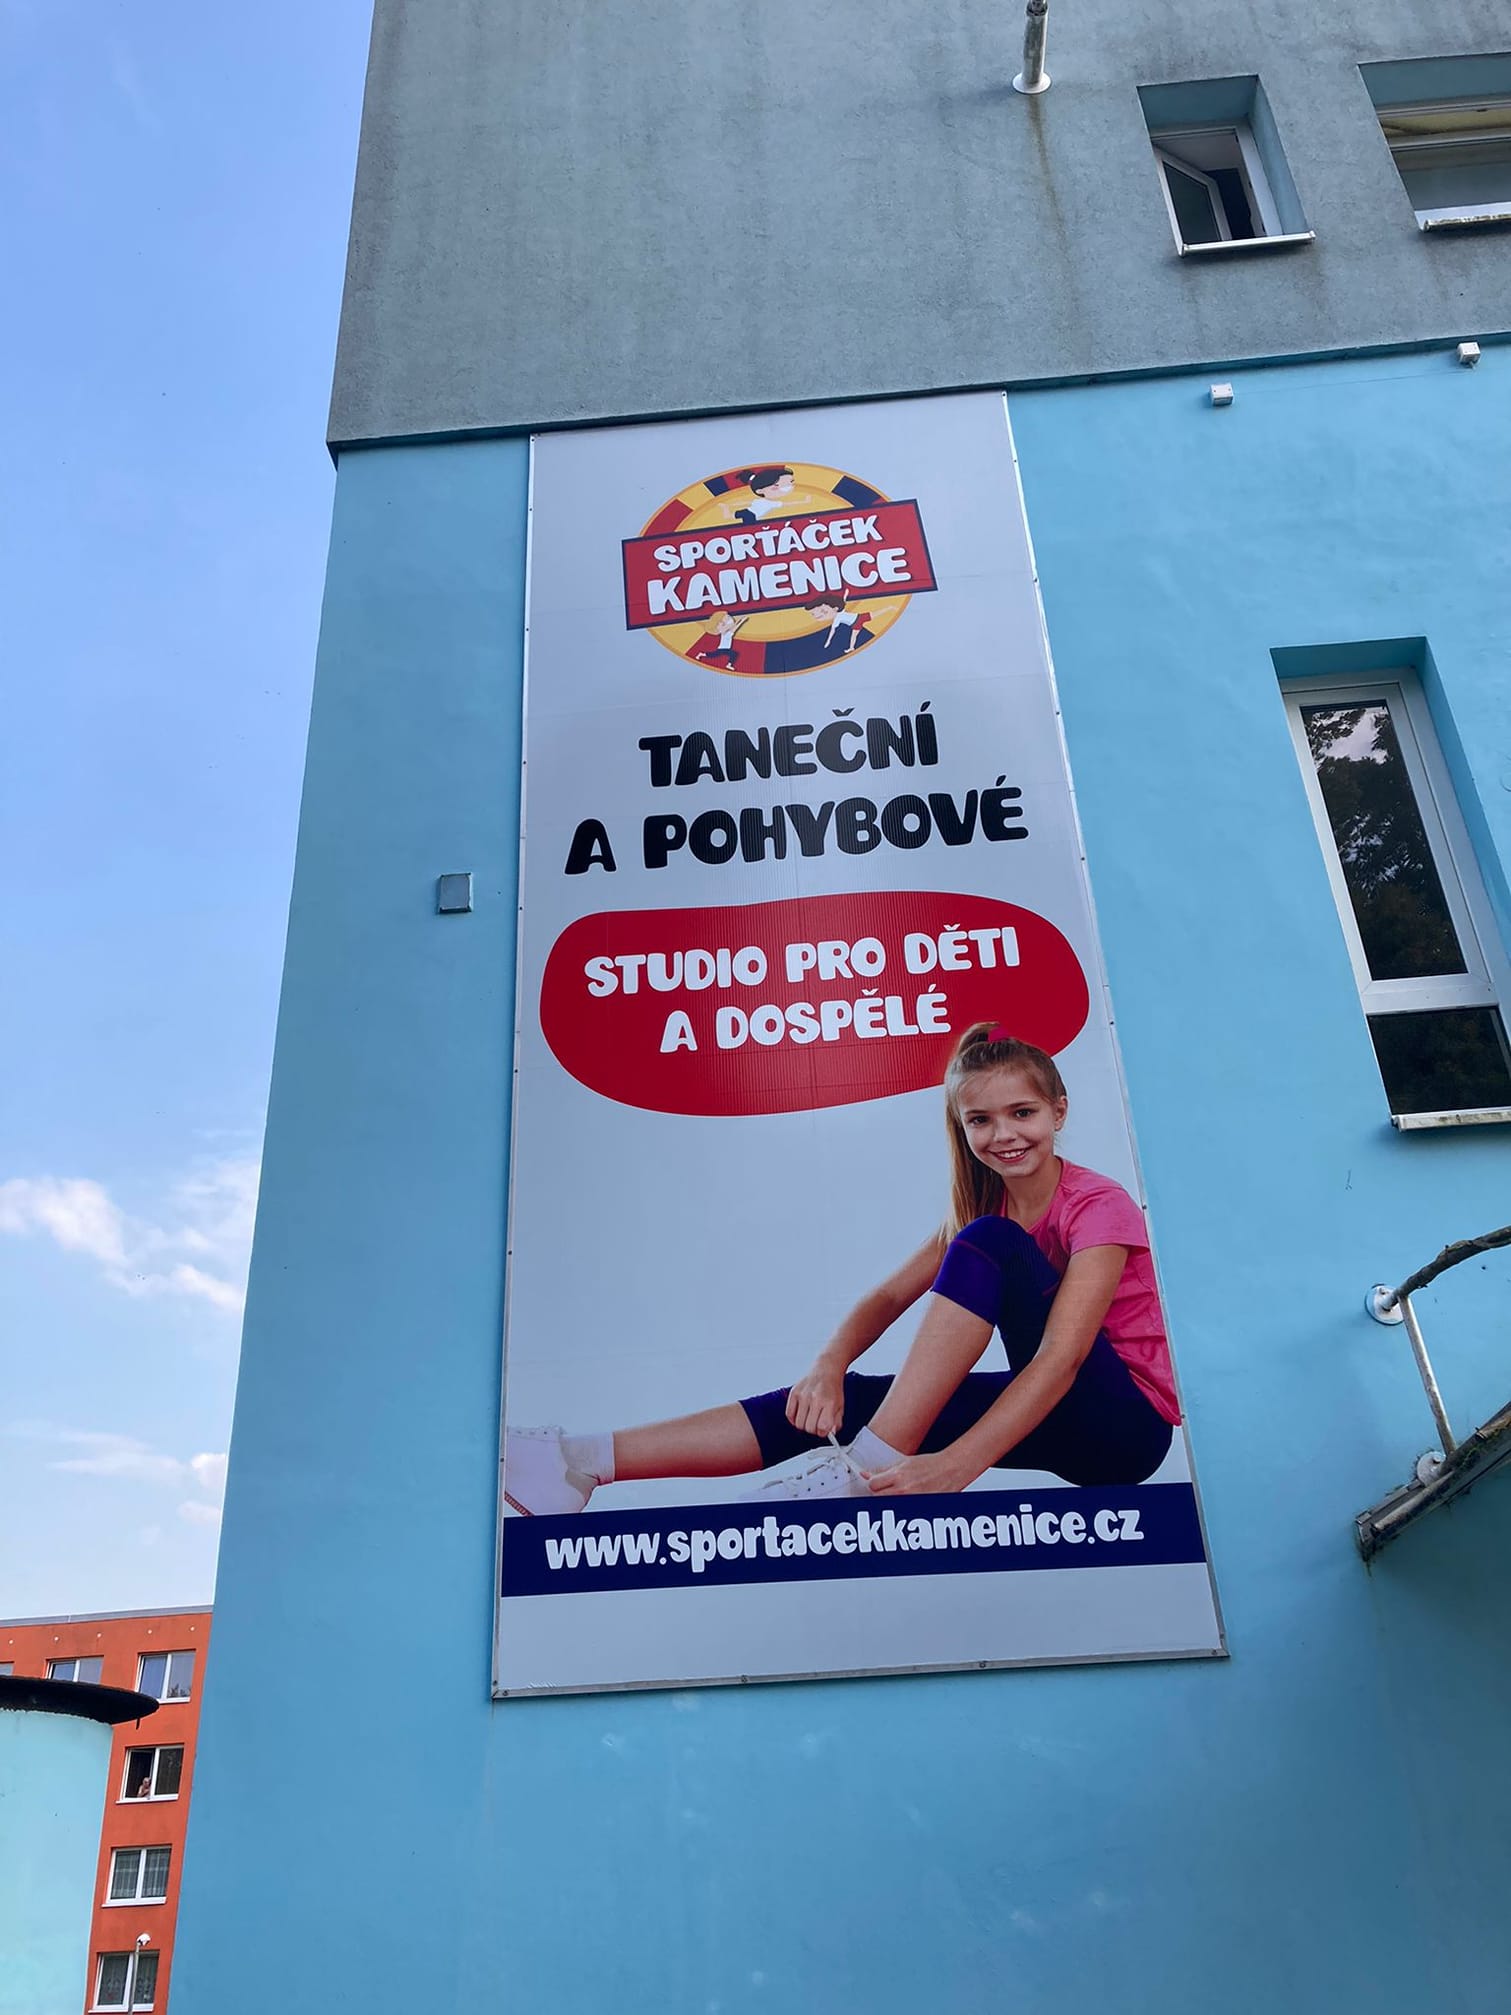 SPORŤÁČEK
KAMENICE
TANEČNÍ
A POHYBOVÉ
STUDIO PRO DĚTI
A DOSPĚLÉ
www.sportacekkamenice.cz